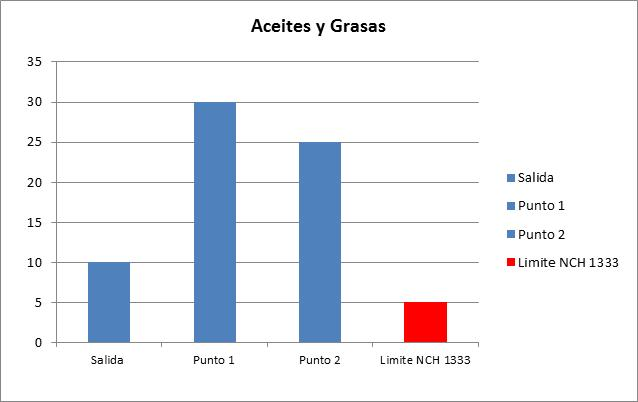 Aceites y Grasas
35
30
25
20
15
10
5
0
Salida
Punto 1
Punto 2
Limite NCH 1333
Salida
Punto 1
Punto 2
Limite NCH 1333